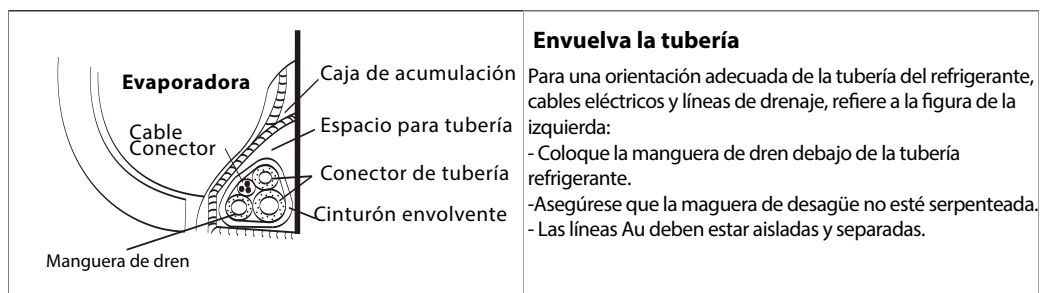 Evaporadora
Caja de acumulación
Cable
Conector
Espacio para tubería
Conector de tubería
Cinturón envolvente
Manguera de dren
Envuelva la tubería
Para una orientación adecuada de la tubería del refrigerante,
cables eléctricos y líneas de drenaje, refiere a la figura de la
izquierda:
- Coloque la manguera de dren debajo de la tubería
refrigerante.
-Asegúrese que la maguera de desagüe no esté serpenteada.
- Las líneas Au deben estar aisladas y separadas.